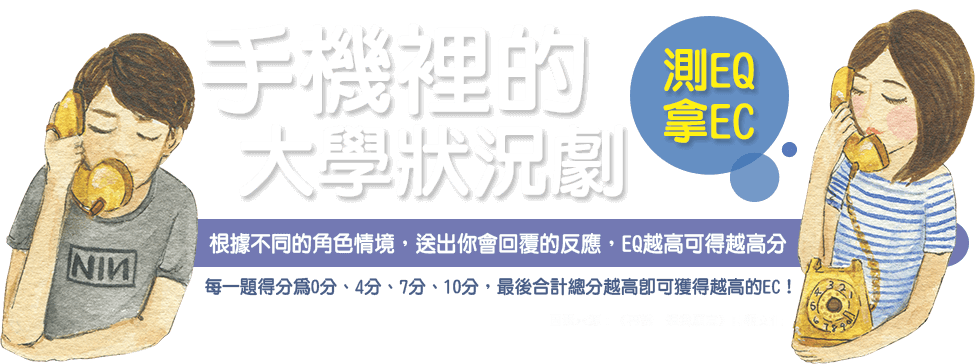 手機裡的
大學狀況劇
測EQ
拿EC
根據不同的角色情境，送出你會回覆的反應，EQ越高可得越高分
每一題得分為0分、4分、7分、10分，最後合計總分越高即可獲得越高的EC！
NIN